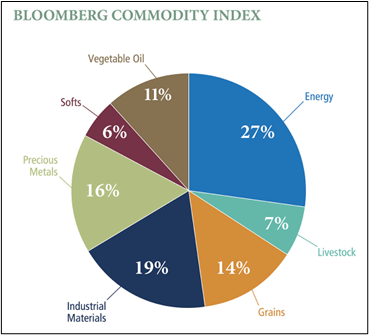 BLOOMBERG COMMODITY INDEX
Vegetable Oil
11%
Energy
27%
Softs
6%
Precious
Metals
16%
7%
Livestock
14%
Grains
19%
Industrial
Materials